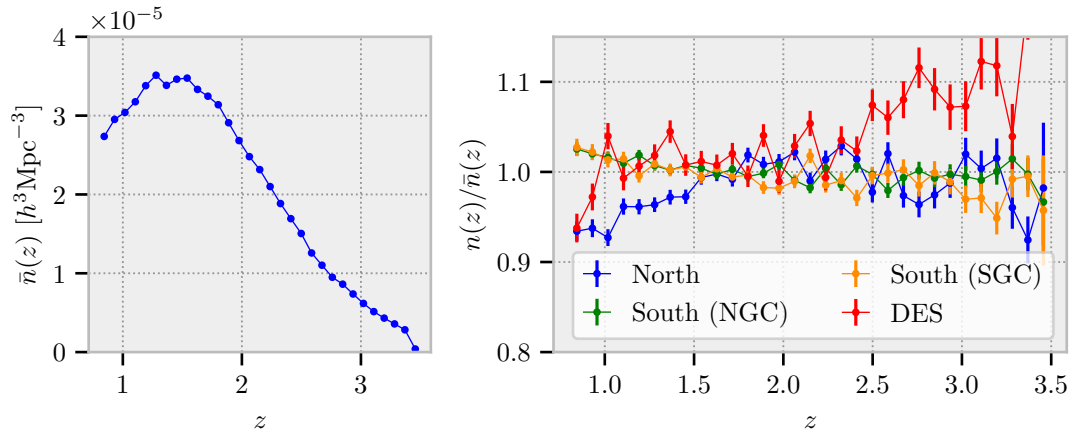 ×10⁻⁵
4
3
2
1
0
1 2 3
z
n̄(z) [h³Mpc⁻³]
1.1
1.0
0.9
0.8
1.0 1.5 2.0 2.5 3.0 3.5
z
n(z)/n̄(z)
North
South (NGC)
South (SGC)
DES